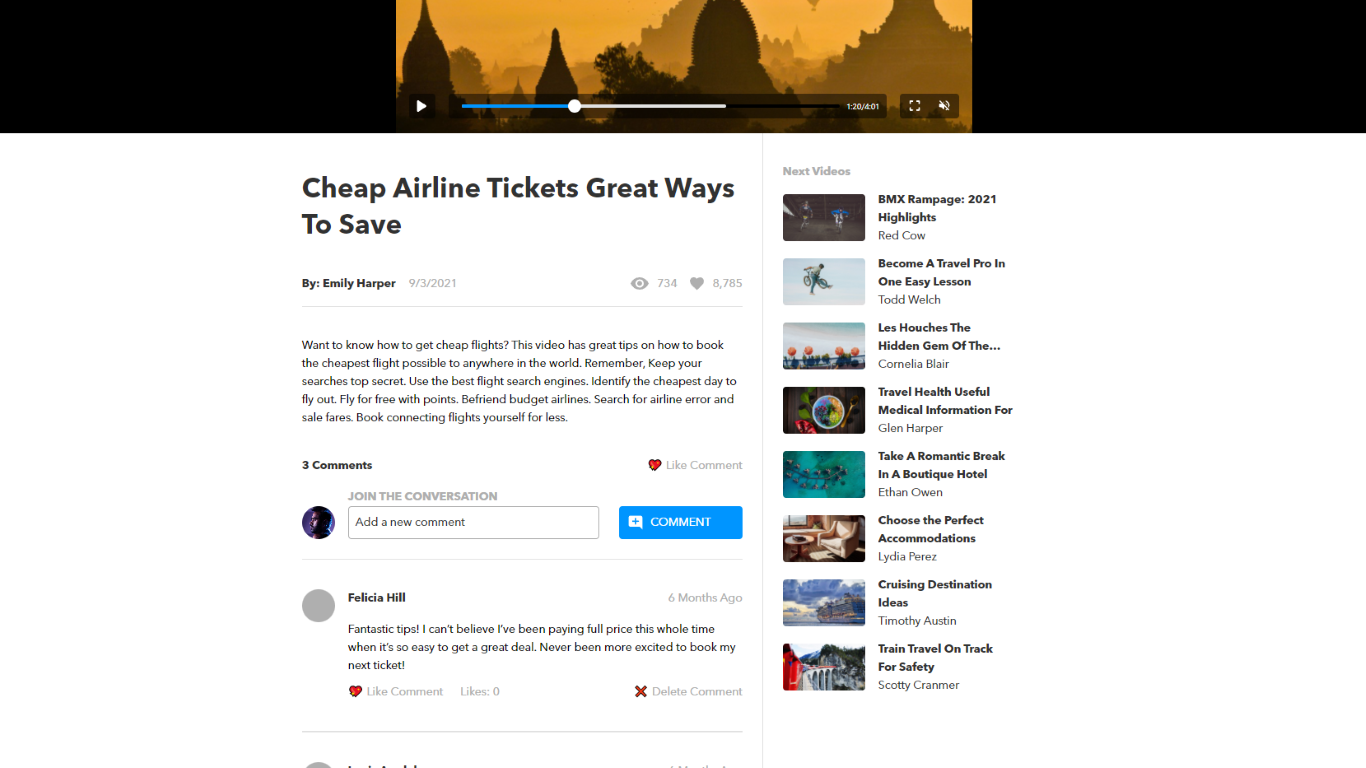 1:20/4:01
Cheap Airline Tickets Great Ways
To Save
By: Emily Harper 9/3/2021 734 8,785
Want to know how to get cheap flights? This video has great tips on how to book
the cheapest flight possible to anywhere in the world. Remember, Keep your
searches top secret. Use the best flight search engines. Identify the cheapest day to
fly out. Fly for free with points. Befriend budget airlines. Search for airline error and
sale fares. Book connecting flights yourself for less.
3 Comments Like Comment
JOIN THE CONVERSATION
Add a new comment COMMENT
Felicia Hill 6 Months Ago
Fantastic tips! I can't believe I've been paying full price this whole time
when it's so easy to get a great deal. Never been more excited to book my
next ticket!
Like Comment Likes: 0 Delete Comment
Next Videos
BMX Rampage: 2021
Highlights
Red Cow
Become A Travel Pro In
One Easy Lesson
Todd Welch
Les Houches The
Hidden Gem Of The...
Cornelia Blair
Travel Health Useful
Medical Information For
Glen Harper
Take A Romantic Break
In A Boutique Hotel
Ethan Owen
Choose the Perfect
Accommodations
Lydia Perez
Cruising Destination
Ideas
Timothy Austin
Train Travel On Track
For Safety
Scotty Cranmer